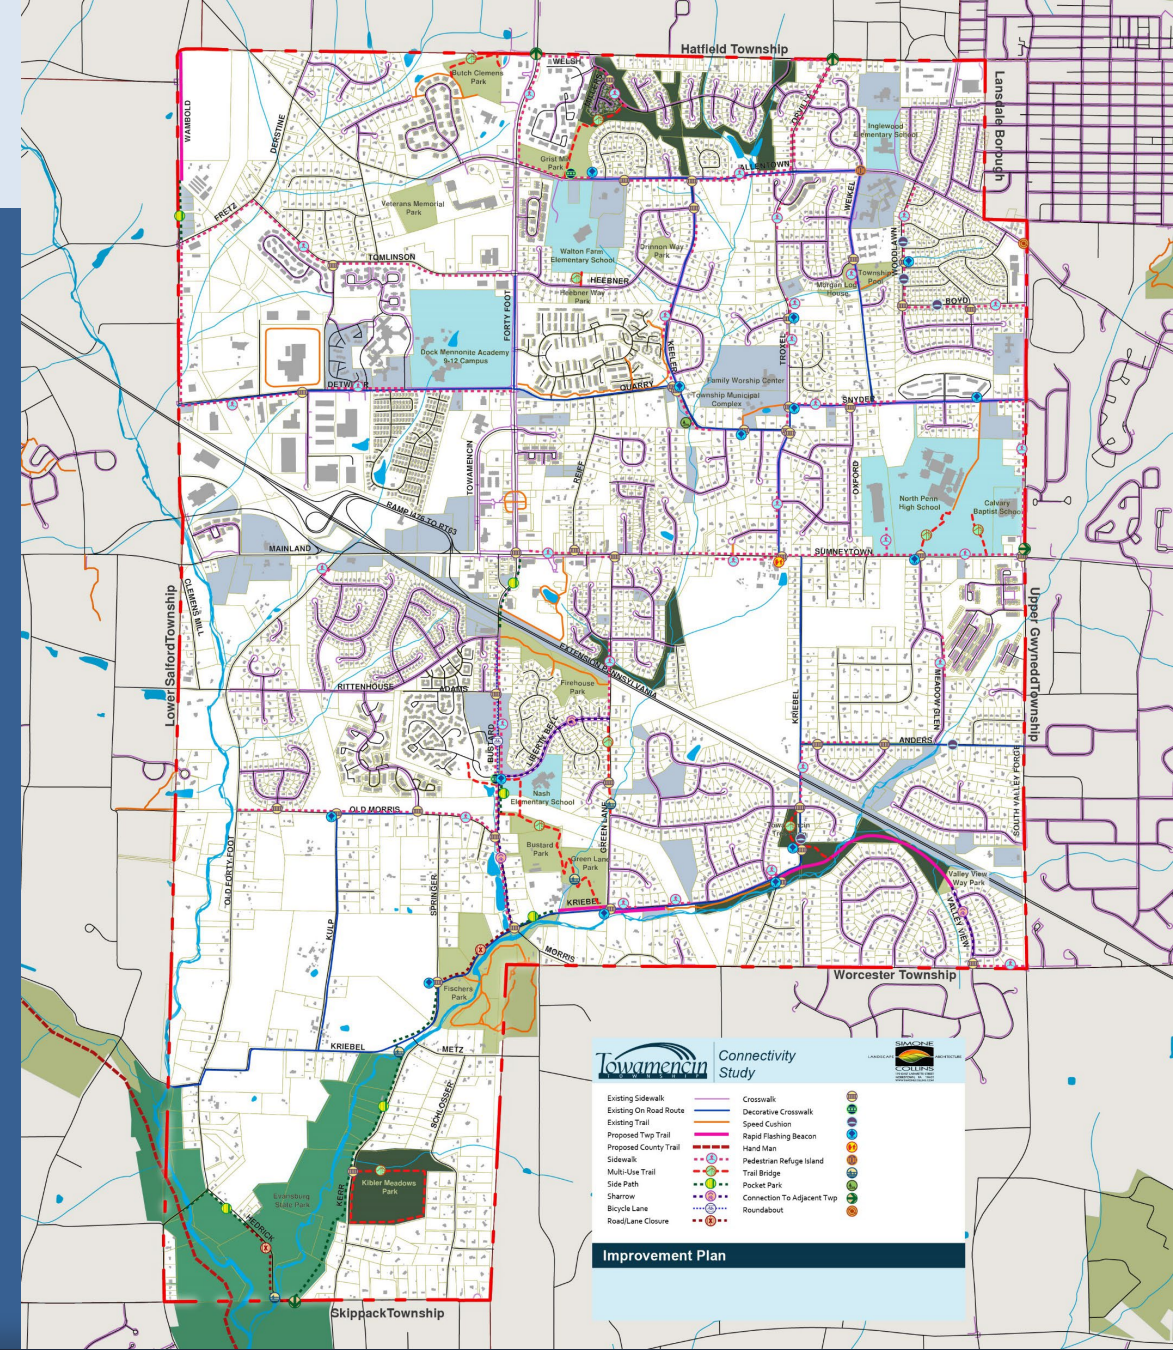 Hatfield Township
WELSH
Butch Clemens
Park
Lansdale Borough
WAMBOLD
DERSTINE
ORVILLA
Inglewood
Elementary School
Grist Mill
Park
ALLENTOWN
WEIKEL
FRETZ
Veterans Memorial
Park
WOODLAWN
TOMLINSON
Walton Farm
Elementary School
Drinnon Way
Park
HEEBNER
Heebner Way
Park
Morgan Log
House
Township
Pool
BOYD
FORTY FOOT
Dock Mennonite Academy
9-12 Campus
KEELER
TROXEL
DETWILER
QUARRY
Family Worship Center
Township Municipal
Complex
SNYDER
TOWAMENCIN
REIFF
OXFORD
North Penn
High School
Calvary
Baptist School
RAMP I476 TO RT63
MAINLAND
SUMNEYTOWN
CLEMENS MILL
Lower Salford Township
Upper Gwynedd Township
EXTENSION PENNSYLVANIA
RITTENHOUSE
ADAMS
Firehouse
Park
KRIEBEL
MEADOW GLEN
BUSTARD
LIBERTY BELL
ANDERS
SOUTH VALLEY FORGE
Nash
Elementary School
OLD MORRIS
GREEN LANE
OLD FORTY FOOT
Bustard
Park
Green Lane
Park
Valley View
Way Park
SPRINGER
KRIEBEL
VALLEY VIEW
KULP
MORRIS
Worcester Township
Fischers
Park
KRIEBEL
METZ
SCHLOSSER
Kibler Meadows
Park
KERR
Evansburg
State Park
HEDRICK
SkippackTownship
Towamencin
TOWNSHIP
Connectivity
Study
SIMONE
LANDSCAPE
ARCHITECTURE
COLLINS
Existing Sidewalk
Existing On Road Route
Existing Trail
Proposed Twp Trail
Proposed County Trail
Sidewalk
Multi-Use Trail
Side Path
Sharrow
Bicycle Lane
Road/Lane Closure
Crosswalk
Decorative Crosswalk
Speed Cushion
Rapid Flashing Beacon
Hand Man
Pedestrian Refuge Island
Trail Bridge
Pocket Park
Connection To Adjacent Twp
Roundabout
Improvement Plan